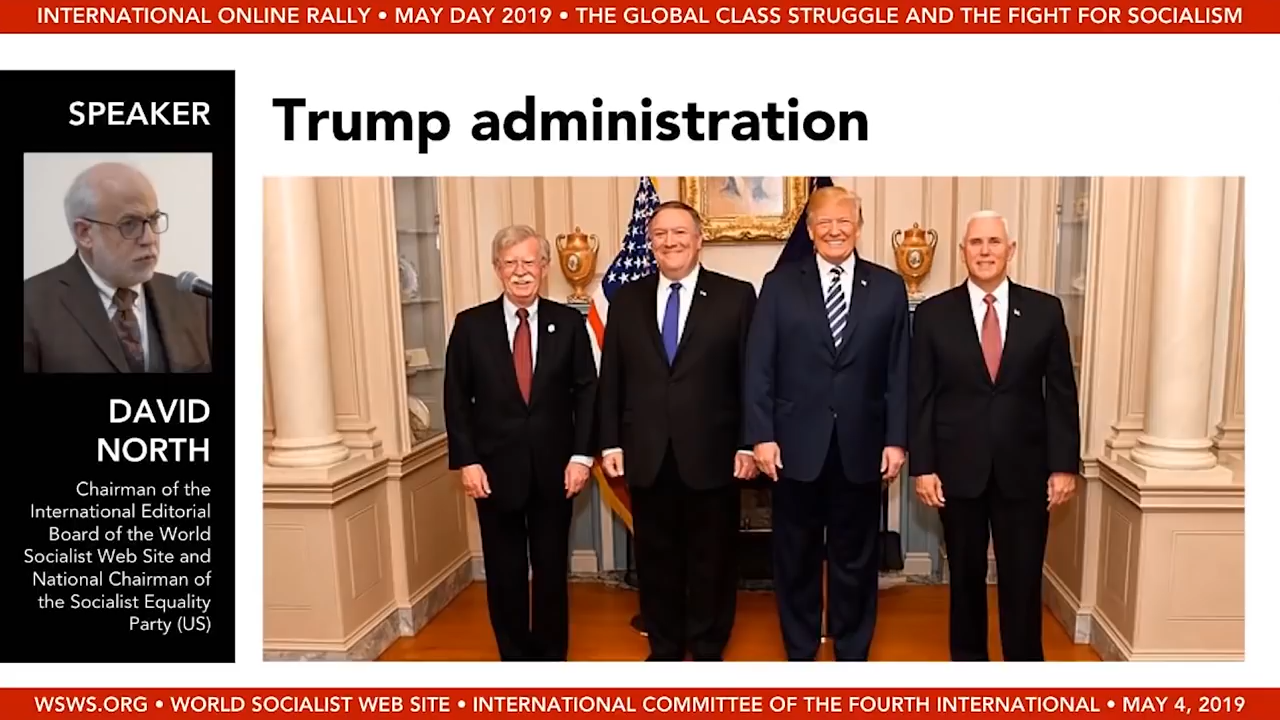 INTERNATIONAL ONLINE RALLY • MAY DAY 2019 • THE GLOBAL CLASS STRUGGLE AND THE FIGHT FOR SOCIALISM
SPEAKER
DAVID
NORTH
Chairman of the
International Editorial
Board of the World
Socialist Web Site and
National Chairman of
the Socialist Equality
Party (US)
Trump administration
WSWS.ORG • WORLD SOCIALIST WEB SITE • INTERNATIONAL COMMITTEE OF THE FOURTH INTERNATIONAL • MAY 4, 2019